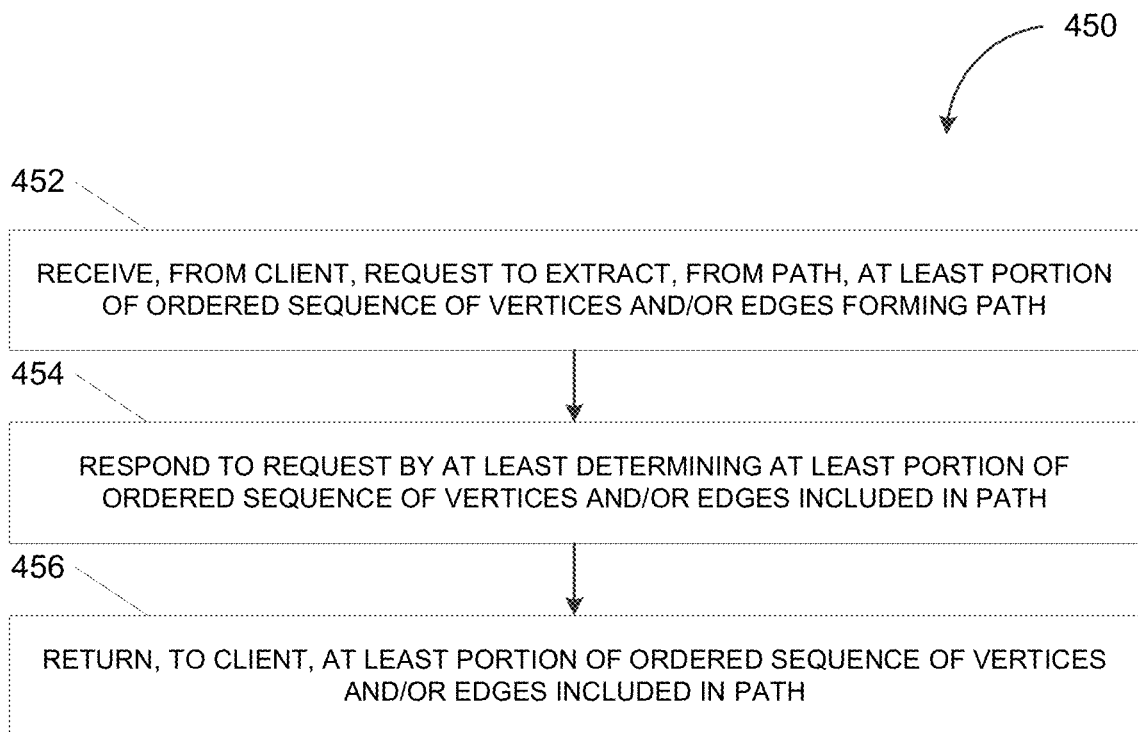 450
452
RECEIVE, FROM CLIENT, REQUEST TO EXTRACT, FROM PATH, AT LEAST PORTION
OF ORDERED SEQUENCE OF VERTICES AND/OR EDGES FORMING PATH
454
RESPOND TO REQUEST BY AT LEAST DETERMINING AT LEAST PORTION OF
ORDERED SEQUENCE OF VERTICES AND/OR EDGES INCLUDED IN PATH
456
RETURN, TO CLIENT, AT LEAST PORTION OF ORDERED SEQUENCE OF VERTICES
AND/OR EDGES INCLUDED IN PATH